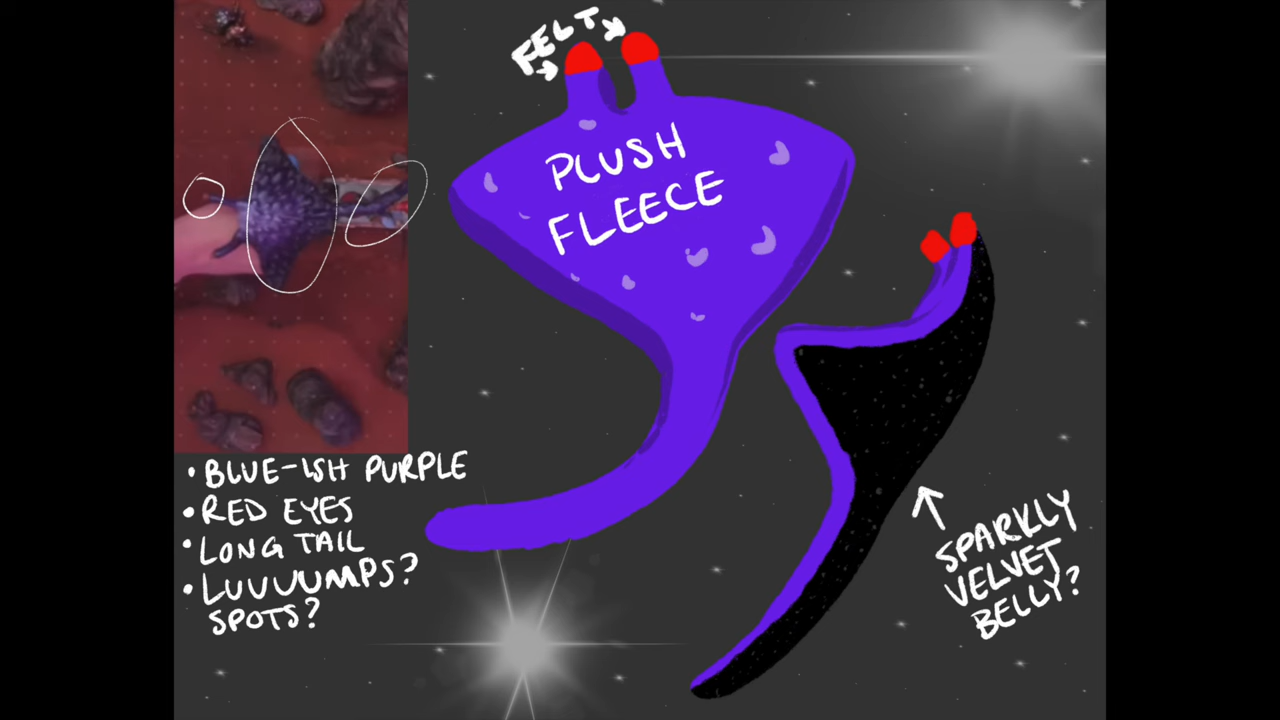 FELT
PLUSH
FLEECE
• BLUE-ISH PURPLE
• RED EYES
• LONG TAIL
• LUUUUMPS?
SPOTS?
SPARKLY
VELVET
BELLY?